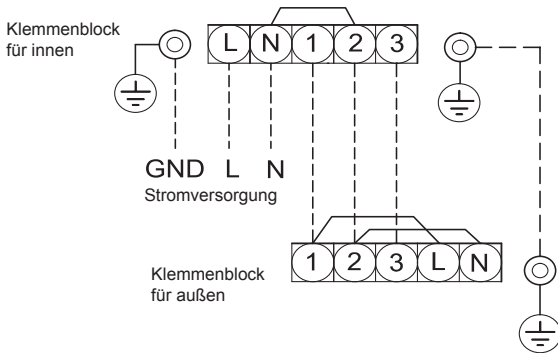 Klemmenblock
für innen
L N 1 2 3
GND L N
Stromversorgung
1 2 3 L N
Klemmenblock
für außen